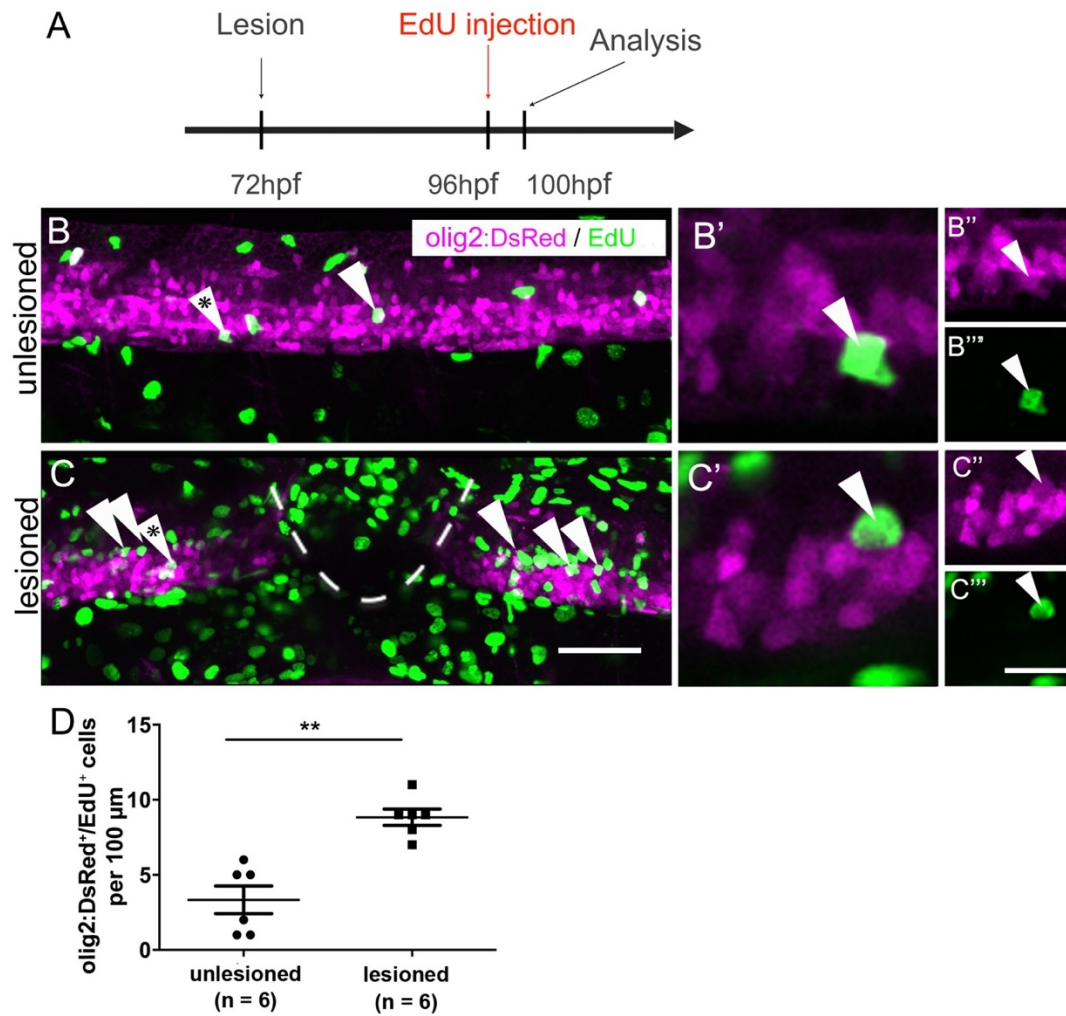 A
Lesion
EdU injection
Analysis
72hpf
96hpf
100hpf
unlesioned
B
olig2:DsRed / EdU
B'
B''
B'''
*
lesioned
C
*
C'
C''
C'''
D
olig2:DsRed⁺/EdU⁺ cells
per 100 µm
15
10
5
0
**
unlesioned
(n = 6)
lesioned
(n = 6)